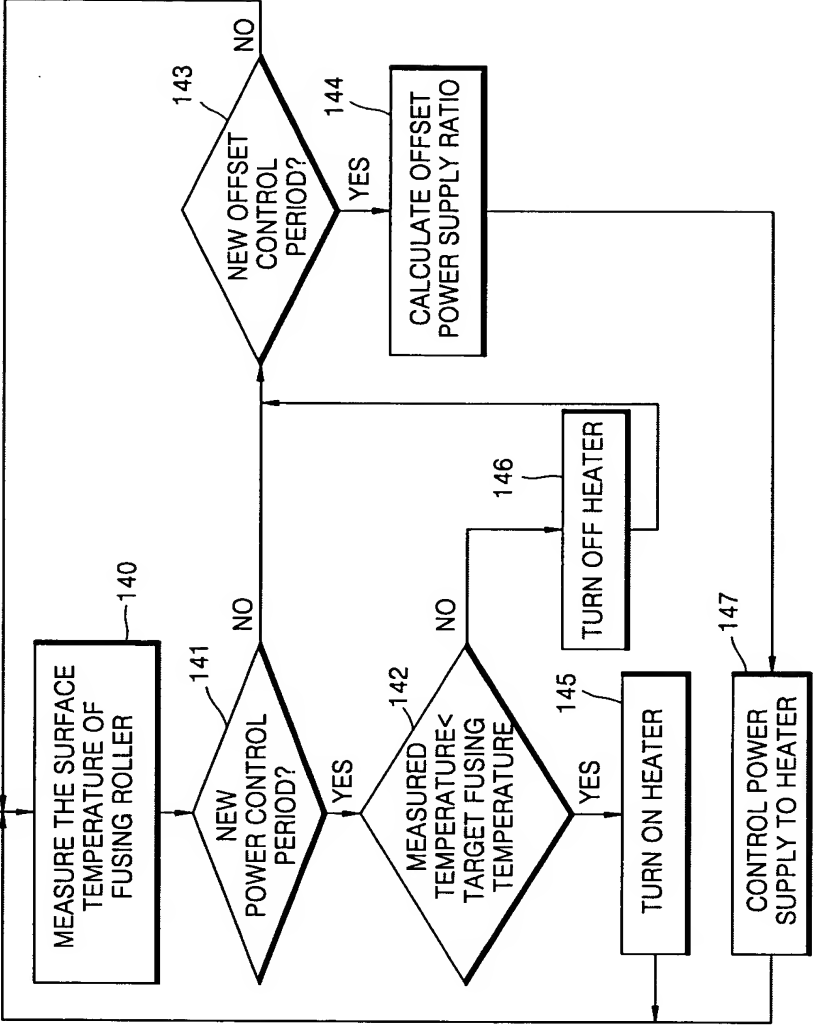 MEASURE THE SURFACE
TEMPERATURE OF
FUSING ROLLER
140
NEW
POWER CONTROL
PERIOD?
141
NO
YES
MEASURED
TEMPERATURE<
TARGET FUSING
TEMPERATURE
142
NO
YES
NEW OFFSET
CONTROL
PERIOD?
143
NO
YES
CALCULATE OFFSET
POWER SUPPLY RATIO
144
TURN ON HEATER
145
TURN OFF HEATER
146
CONTROL POWER
SUPPLY TO HEATER
147